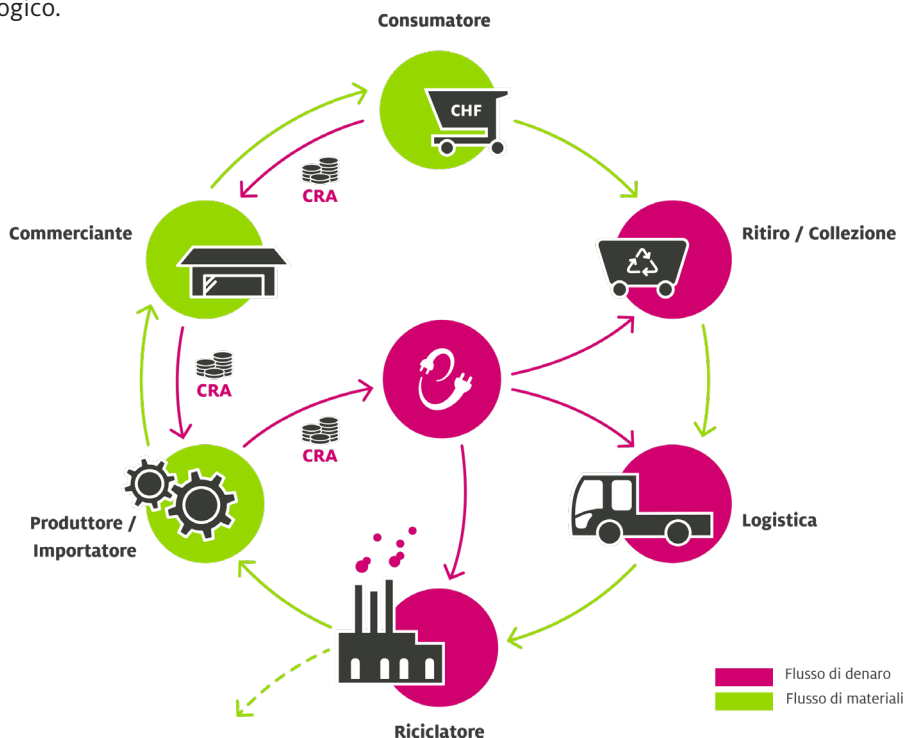 ogico.
Consumatore
CHF
CRA
Commerciante
Ritiro / Collezione
CRA
CRA
Produttore /
Importatore
Logistica
Flusso di denaro
Flusso di materiali
Riciclatore